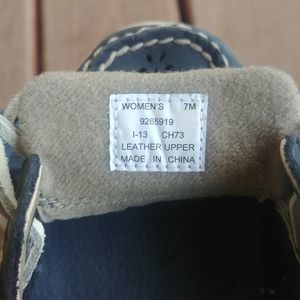 WOMEN'S 7M
9265919
I-13 CH73
LEATHER UPPER
MADE IN CHINA